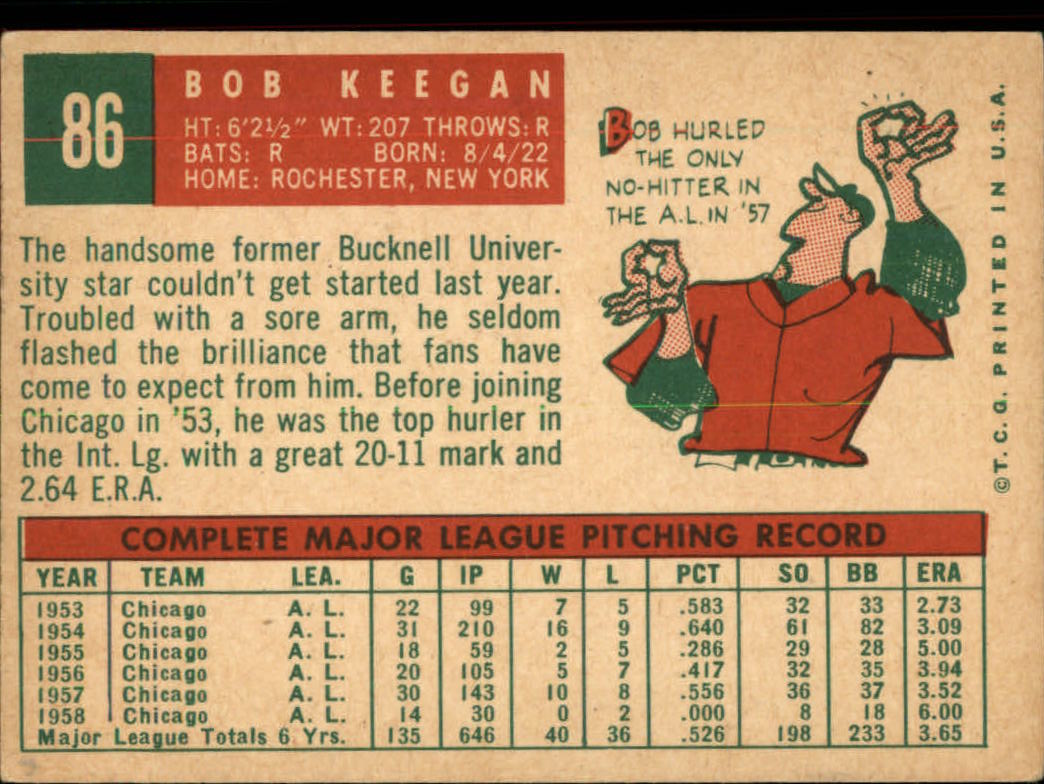 86
BOB KEEGAN
HT: 6'2½" WT: 207 THROWS: R
BATS: R BORN: 8/4/22
HOME: ROCHESTER, NEW YORK
BOB HURLED
THE ONLY
NO-HITTER IN
THE A.L. IN '57
The handsome former Bucknell Univer-
sity star couldn't get started last year.
Troubled with a sore arm, he seldom
flashed the brilliance that fans have
come to expect from him. Before joining
Chicago in '53, he was the top hurler in
the Int. Lg. with a great 20-11 mark and
2.64 E.R.A.
©T. C. G. PRINTED IN U.S.A.
COMPLETE MAJOR LEAGUE PITCHING RECORD
YEAR TEAM LEA. G IP W L PCT SO BB ERA
1953 Chicago A. L. 22 99 7 5 .583 32 33 2.73
1954 Chicago A. L. 31 210 16 9 .640 61 82 3.09
1955 Chicago A. L. 18 59 2 5 .286 29 28 5.00
1956 Chicago A. L. 20 105 5 7 .417 32 35 3.94
1957 Chicago A. L. 30 143 10 8 .556 36 37 3.52
1958 Chicago A. L. 14 30 0 2 .000 8 18 6.00
Major League Totals 6 Yrs. 135 646 40 36 .526 198 233 3.65